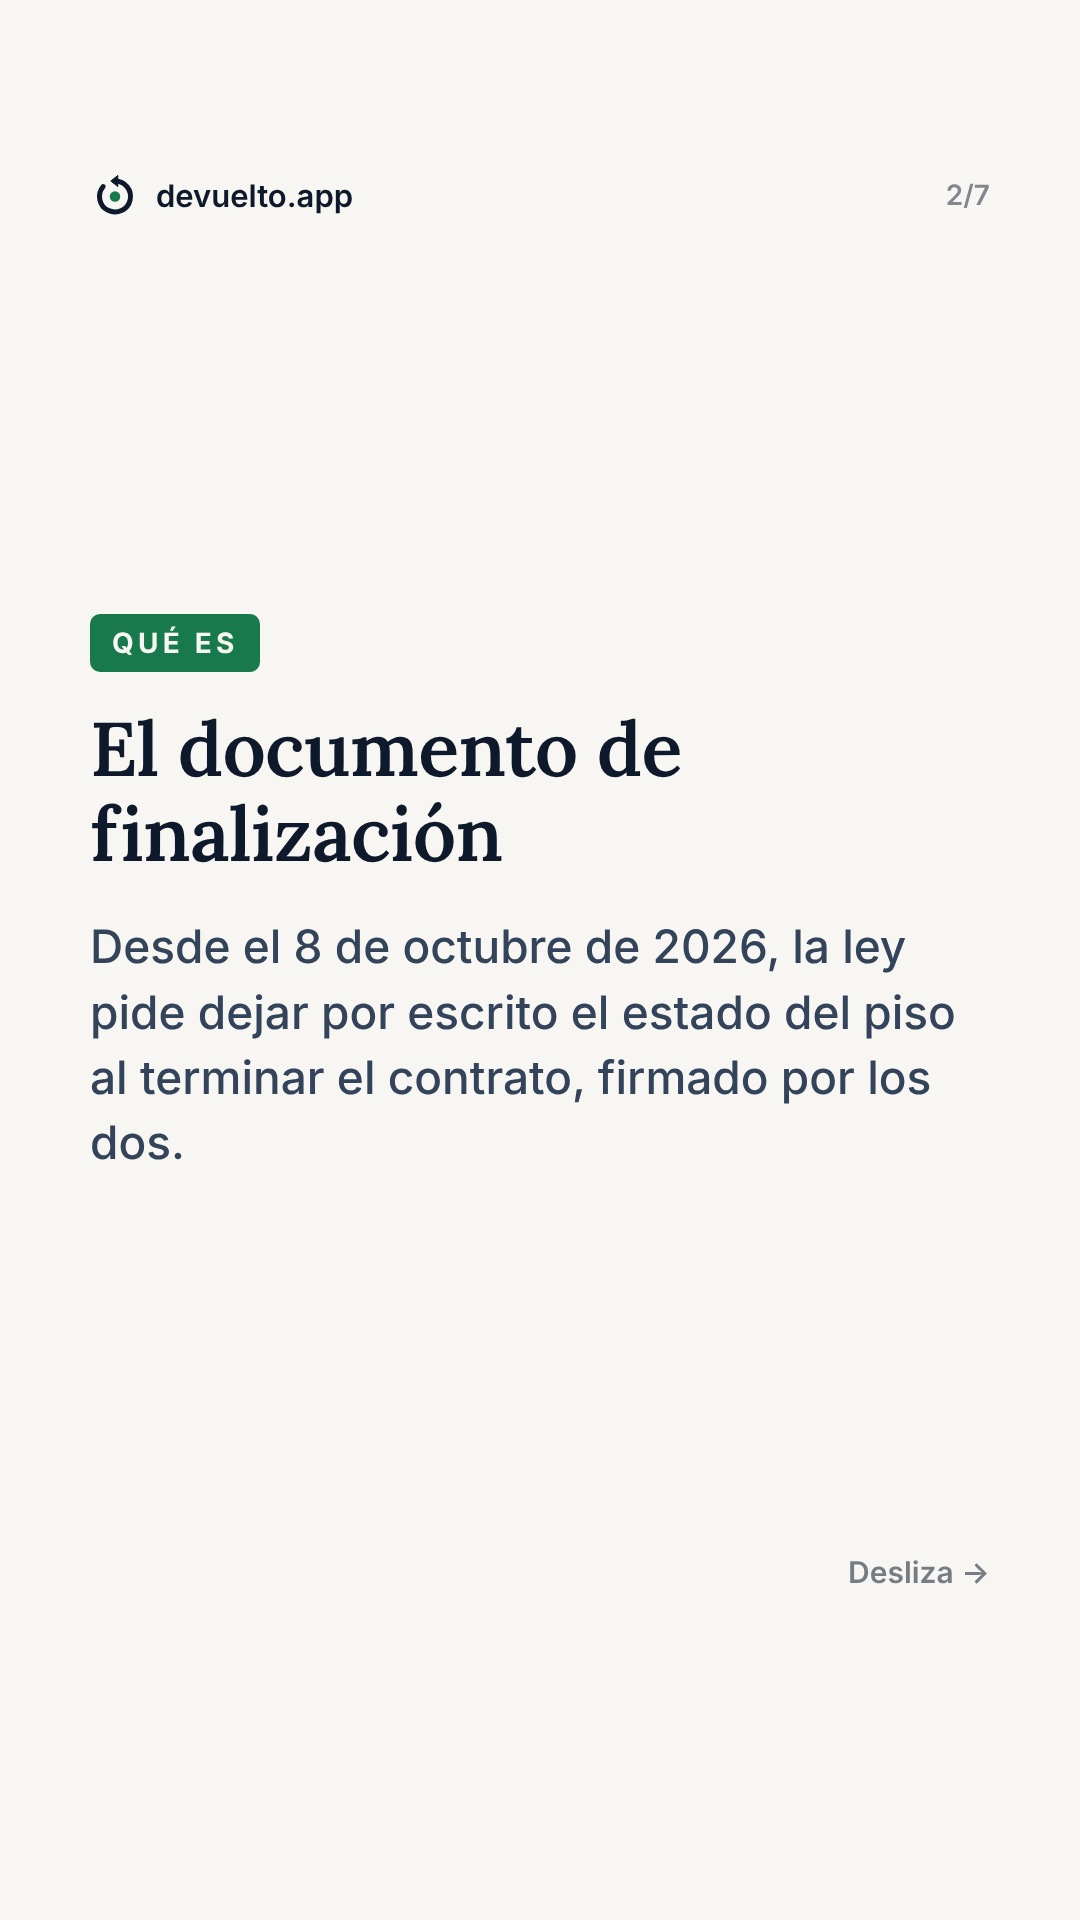 devuelto.app
2/7
QUÉ ES
El documento de
finalización
Desde el 8 de octubre de 2026, la ley
pide dejar por escrito el estado del piso
al terminar el contrato, firmado por los
dos.
Desliza →